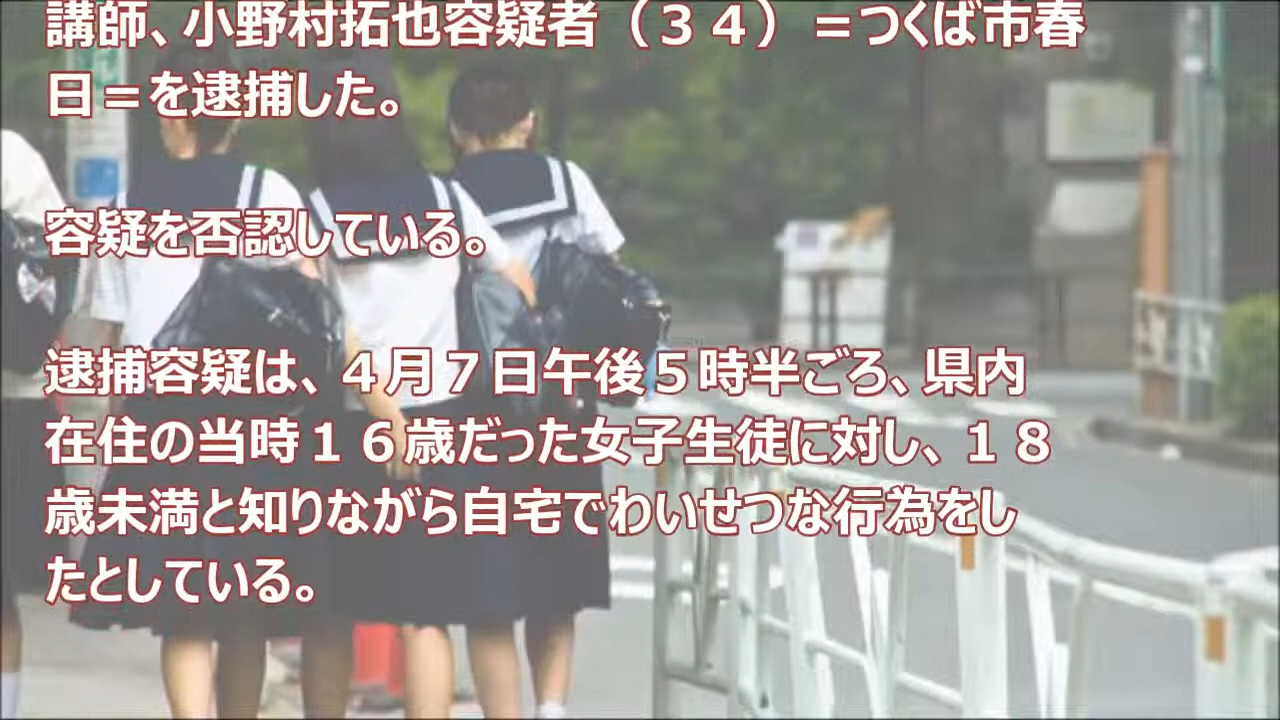 講師、小野村拓也容疑者（３４）＝つくば市春
日＝を逮捕した。
容疑を否認している。
逮捕容疑は、４月７日午後５時半ごろ、県内
在住の当時１６歳だった女子生徒に対し、１８
歳未満と知りながら自宅でわいせつな行為をし
たとしている。